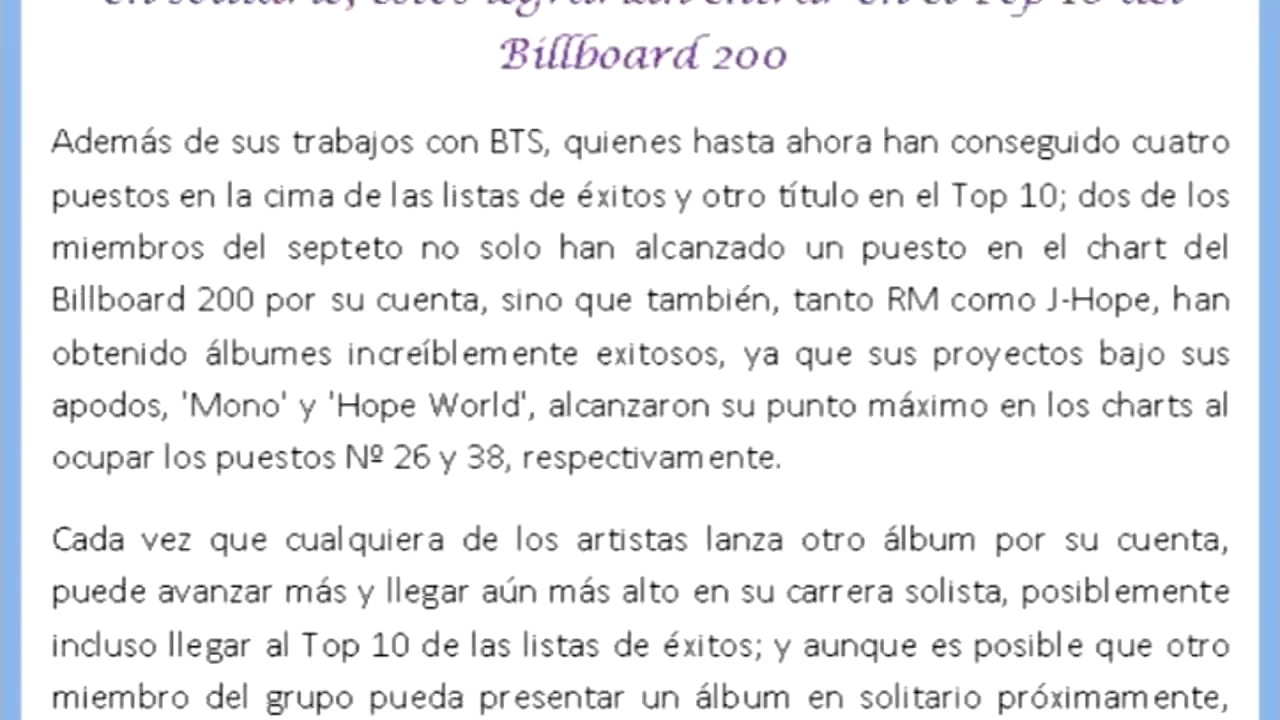 Billboard 200
Además de sus trabajos con BTS, quienes hasta ahora han conseguido cuatro
puestos en la cima de las listas de éxitos y otro título en el Top 10; dos de los
miembros del septeto no solo han alcanzado un puesto en el chart del
Billboard 200 por su cuenta, sino que también, tanto RM como J-Hope, han
obtenido álbumes increíblemente exitosos, ya que sus proyectos bajo sus
apodos, 'Mono' y 'Hope World', alcanzaron su punto máximo en los charts al
ocupar los puestos Nº 26 y 38, respectivamente.
Cada vez que cualquiera de los artistas lanza otro álbum por su cuenta,
puede avanzar más y llegar aún más alto en su carrera solista, posiblemente
incluso llegar al Top 10 de las listas de éxitos; y aunque es posible que otro
miembro del grupo pueda presentar un álbum en solitario próximamente,